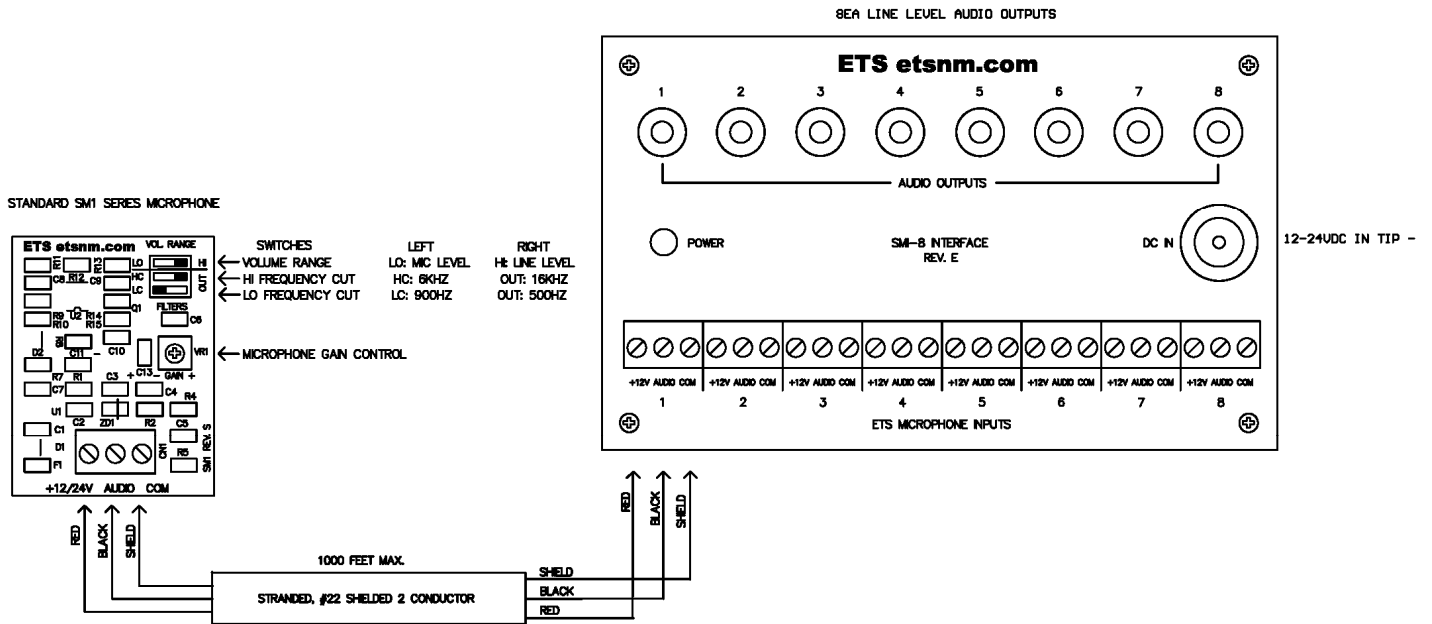 8EA LINE LEVEL AUDIO OUTPUTS
ETS etsnm.com
1 2 3 4 5 6 7 8
AUDIO OUTPUTS
POWER
SMI-8 INTERFACE
REV. E
DC IN
12-24VDC IN TIP -
+12V AUDIO COM +12V AUDIO COM +12V AUDIO COM +12V AUDIO COM +12V AUDIO COM +12V AUDIO COM +12V AUDIO COM +12V AUDIO COM
1 2 3 4 5 6 7 8
ETS MICROPHONE INPUTS
STANDARD SM1 SERIES MICROPHONE
ETS etsnm.com VOL. RANGE
SWITCHES LEFT RIGHT
VOLUME RANGE LO: MIC LEVEL HI: LINE LEVEL
HI FREQUENCY CUT HC: 6KHZ OUT: 16KHZ
LO FREQUENCY CUT LC: 900HZ OUT: 500HZ
R11 R13 LO HI
C8 R12 C9 HC OUT
LC
Q1 FILTERS
R9 U2 R14 C6
R10 R15
R8 C10 VR1
MICROPHONE GAIN CONTROL
D2 C11 - C13 - GAIN +
R7 R1 C3 +
C7 C4 R4
U1 C2 ZD1 R2 C5
C1 D1 F1 CN1 R5 SM1 REV. S
+12/24V AUDIO COM
RED BLACK SHIELD
1000 FEET MAX.
STRANDED, #22 SHIELDED 2 CONDUCTOR
SHIELD
BLACK
RED
RED BLACK SHIELD